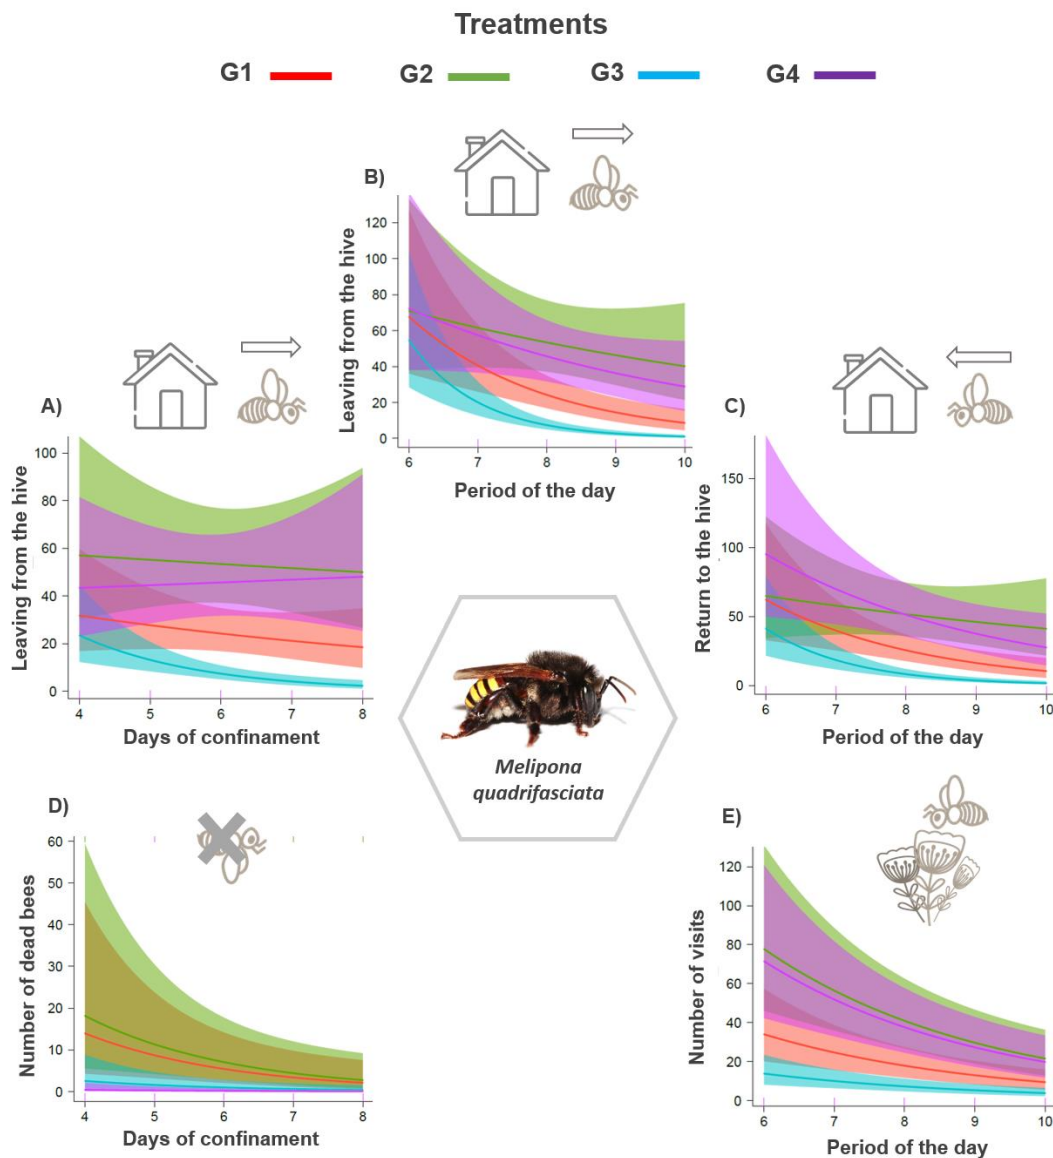 Treatments
G1 G2 G3 G4
B)
Leaving from the hive
120
100
80
60
40
20
0
6 7 8 9 10
Period of the day
A)
Leaving from the hive
100
80
60
40
20
0
4 5 6 7 8
Days of confinament
C)
Return to the hive
150
100
50
0
6 7 8 9 10
Period of the day
Melipona
quadrifasciata
D)
Number of dead bees
60
50
40
30
20
10
0
4 5 6 7 8
Days of confinament
E)
Number of visits
120
100
80
60
40
20
0
6 7 8 9 10
Period of the day